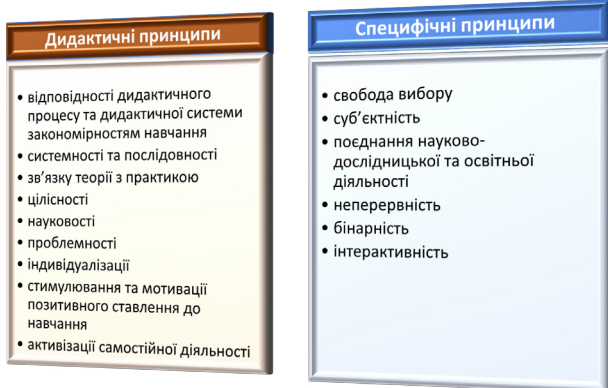 Дидактичні принципи
• відповідності дидактичного
процесу та дидактичної системи
закономірностям навчання
• системності та послідовності
• зв’язку теорії з практикою
• цілісності
• науковості
• проблемності
• індивідуалізації
• стимулювання та мотивації
позитивного ставлення до
навчання
• активізації самостійної діяльності
Специфічні принципи
• свобода вибору
• суб’єктність
• поєднання науково-
дослідницької та освітньої
діяльності
• неперервність
• бінарність
• інтерактивність